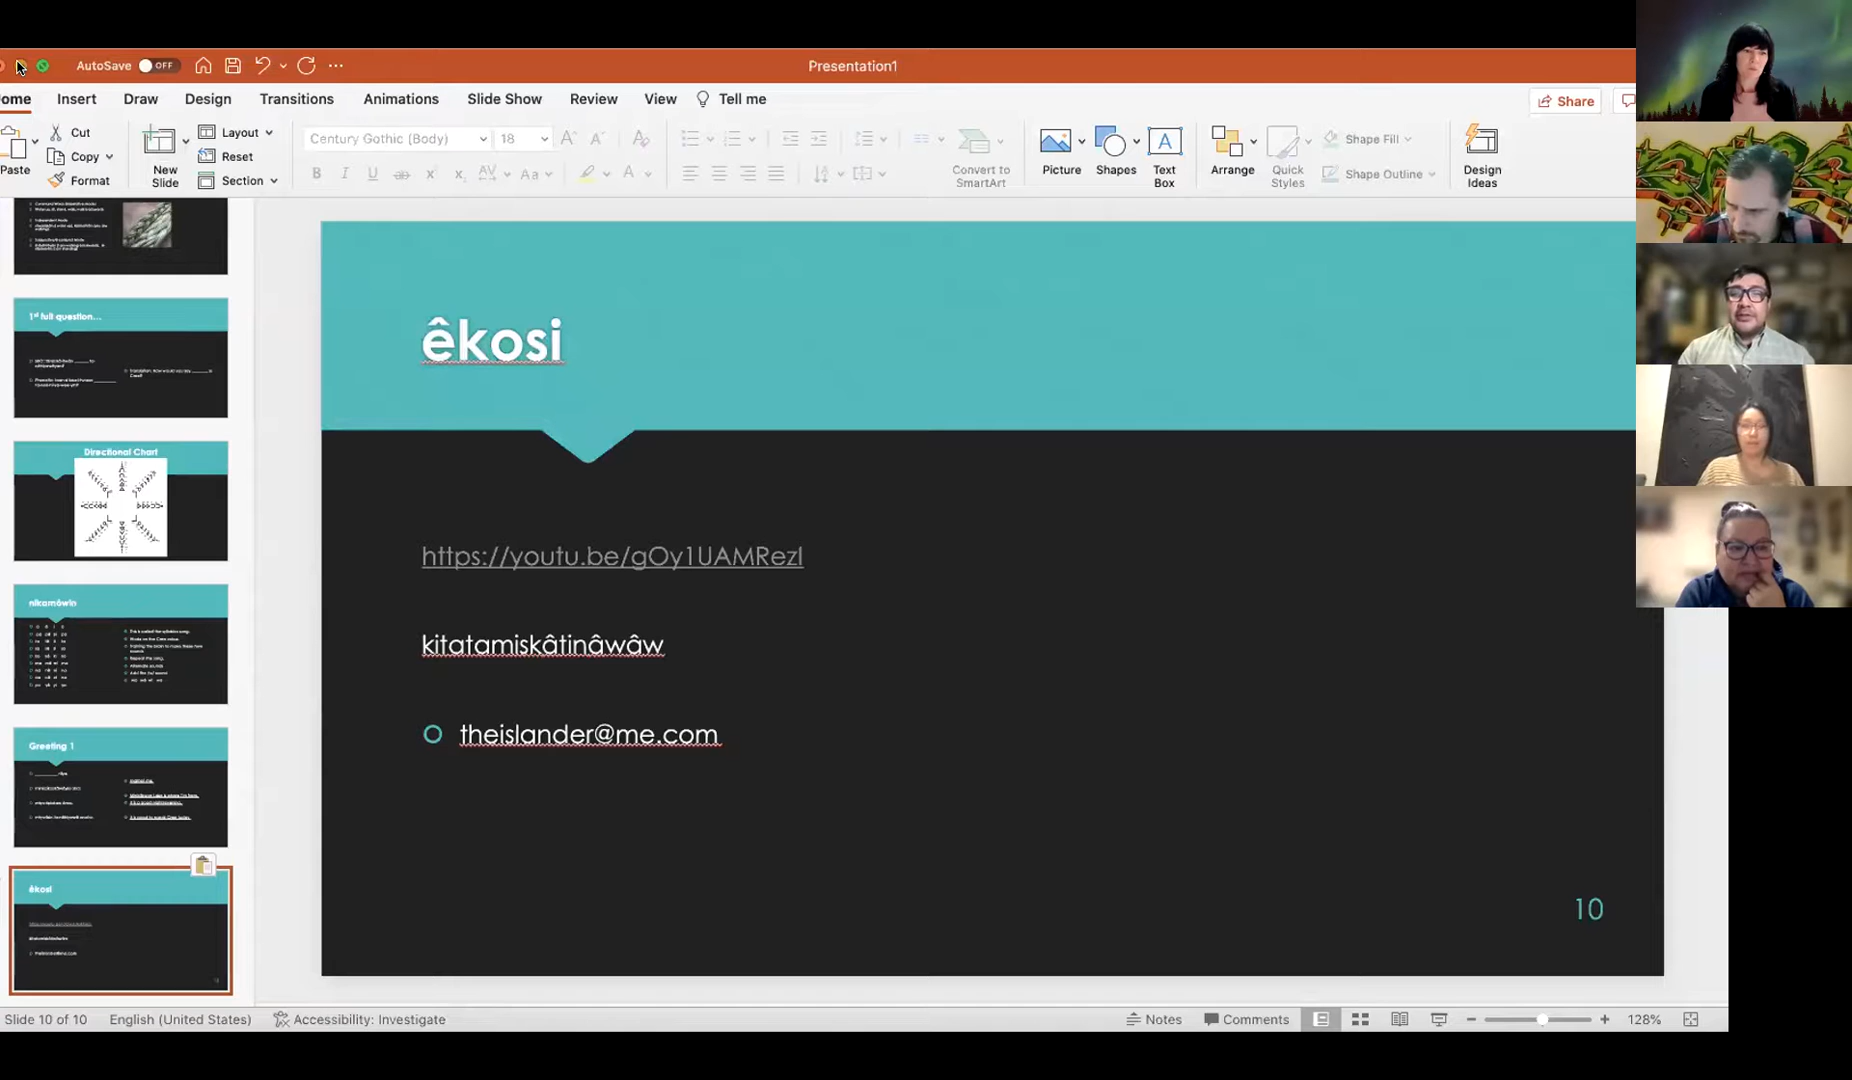 AutoSave OFF
Presentation1
Insert Draw Design Transitions Animations Slide Show Review View Tell me
Share
Paste
Cut
Copy
Format
New Slide
Layout
Reset
Section
Century Gothic (Body) 18
Convert to SmartArt
Picture
Shapes
Text Box
Arrange
Quick Styles
Shape Fill
Shape Outline
Design Ideas
1st full question...
Directional Chart
nikamôwin
Greeting 1
êkosi
êkosi
https://youtu.be/gOy1UAMRezI
kitatamiskâtinâwâw
theislander@me.com
10
Slide 10 of 10
English (United States)
Accessibility: Investigate
Notes
Comments
128%